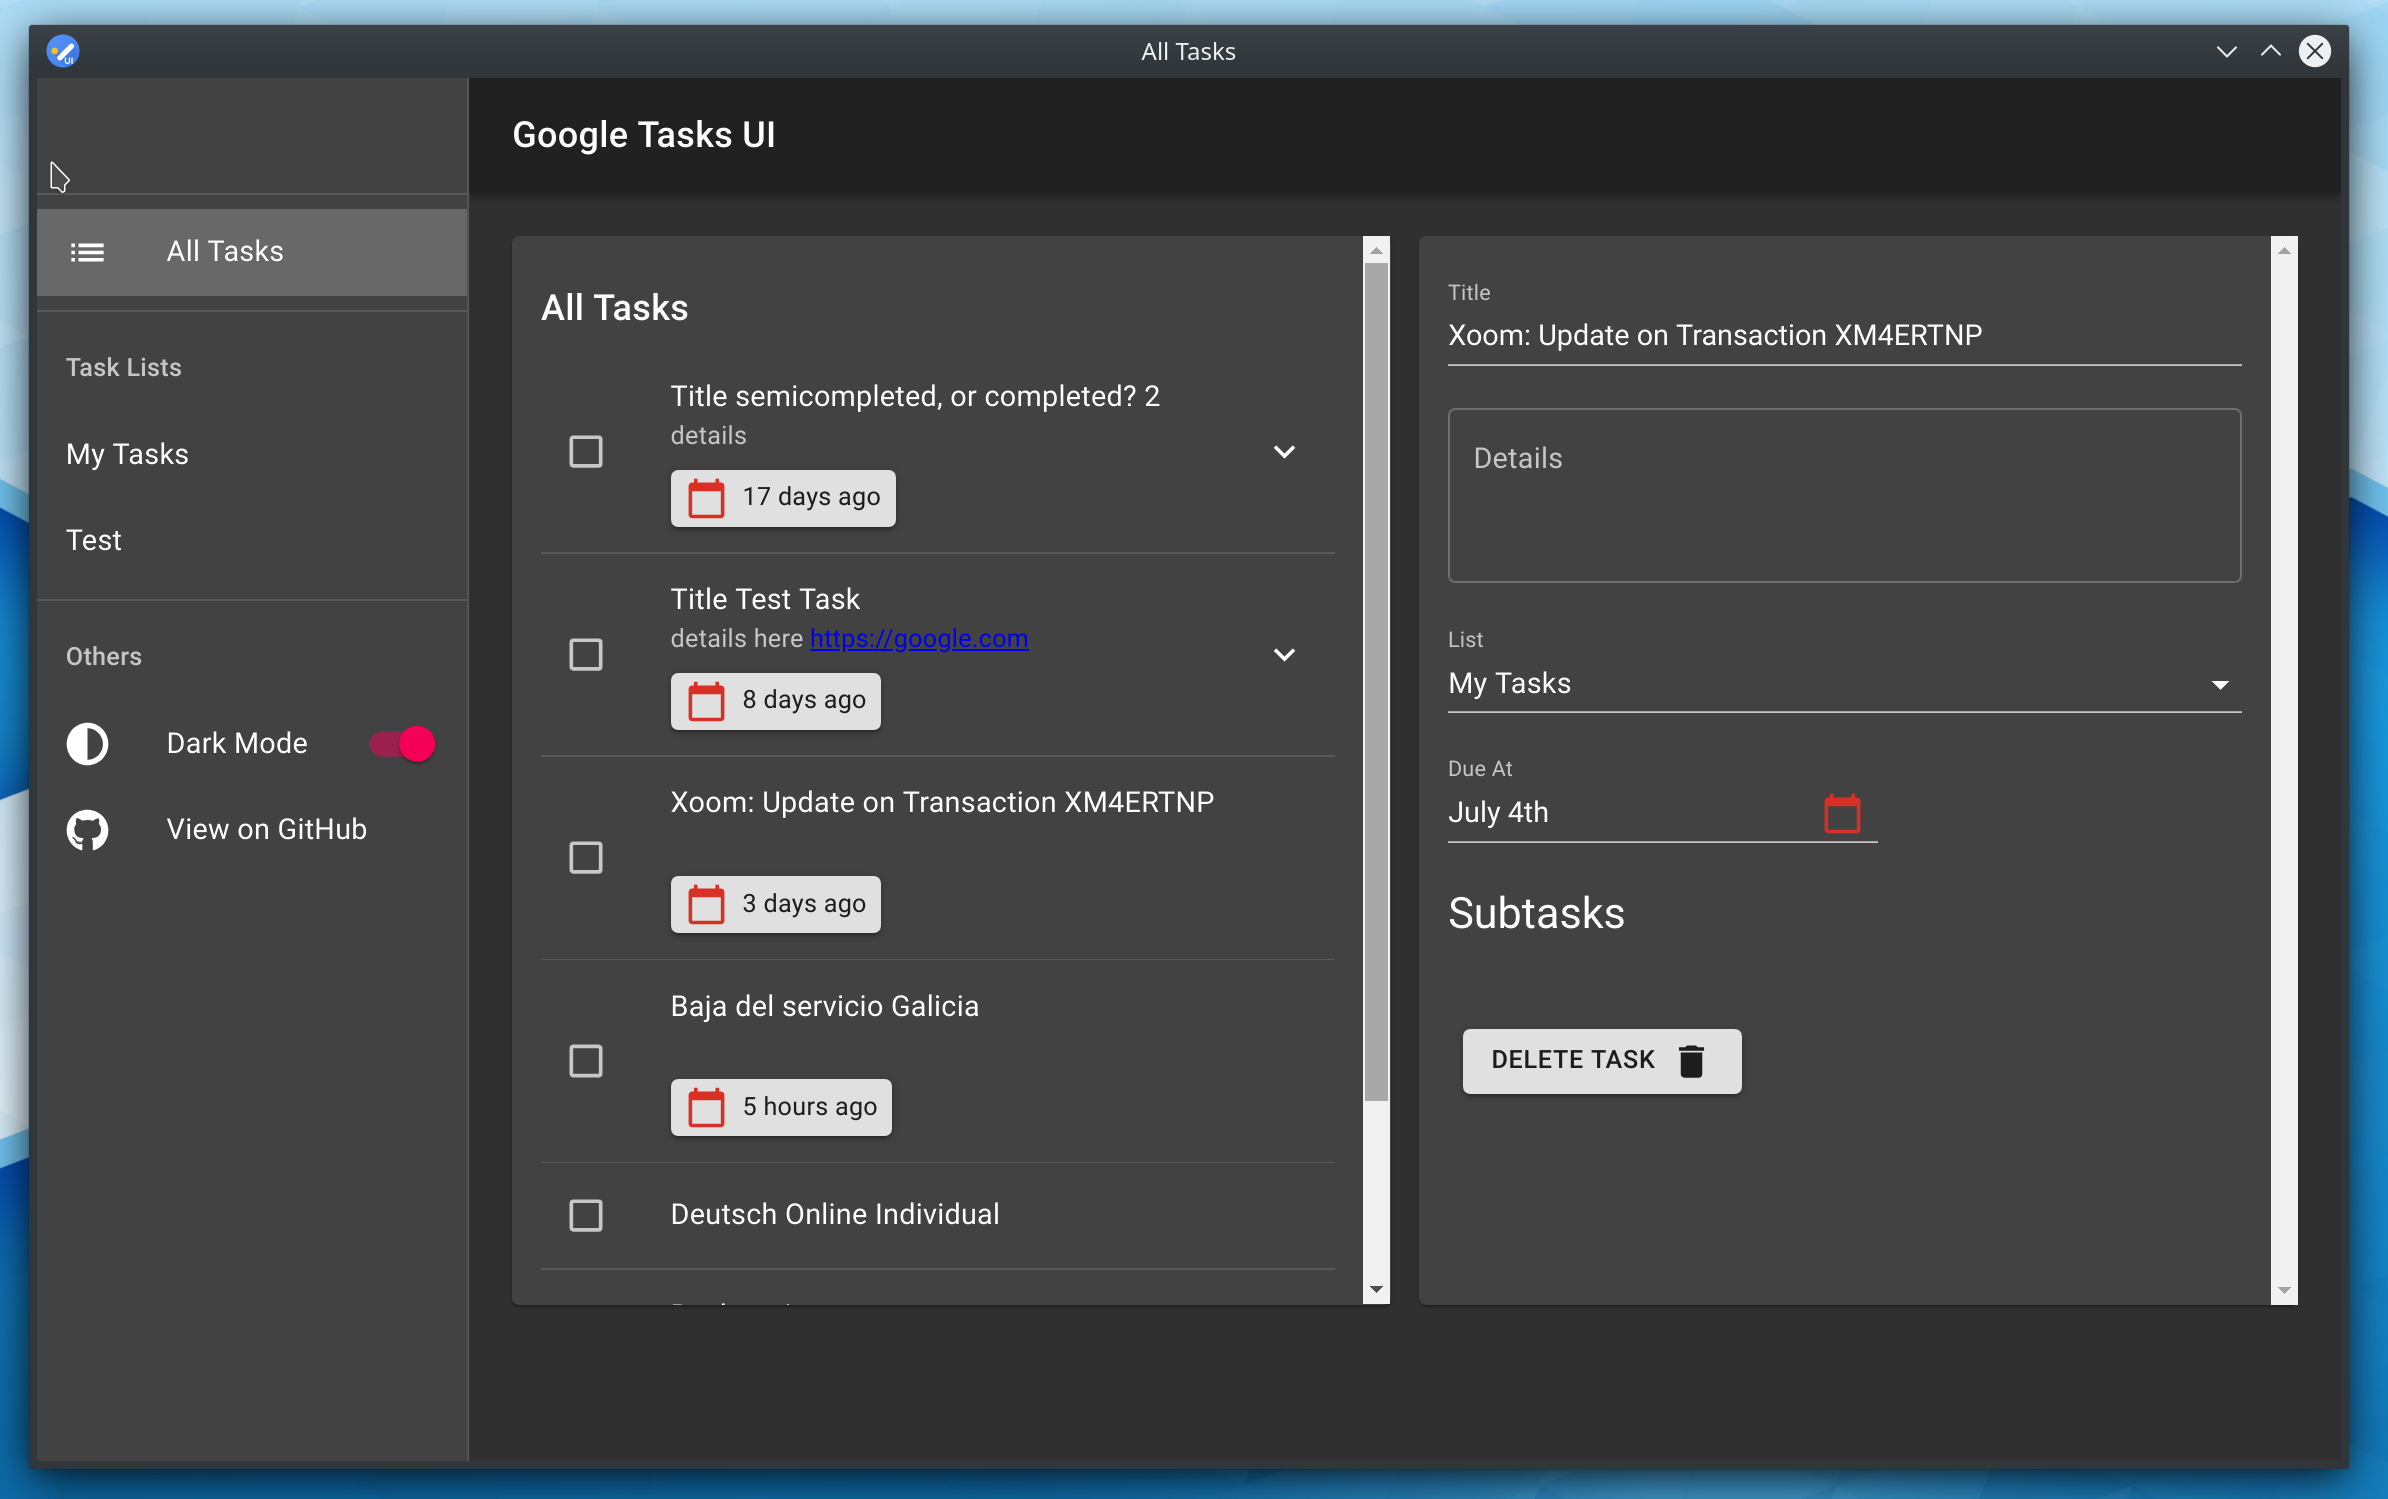 All Tasks
Google Tasks UI
All Tasks
Task Lists
My Tasks
Test
Others
Dark Mode
View on GitHub
All Tasks
Title semicompleted, or completed? 2
details
17 days ago
Title Test Task
details here https://google.com
8 days ago
Xoom: Update on Transaction XM4ERTNP
3 days ago
Baja del servicio Galicia
5 hours ago
Deutsch Online Individual
Title
Xoom: Update on Transaction XM4ERTNP
Details
List
My Tasks
Due At
July 4th
Subtasks
DELETE TASK